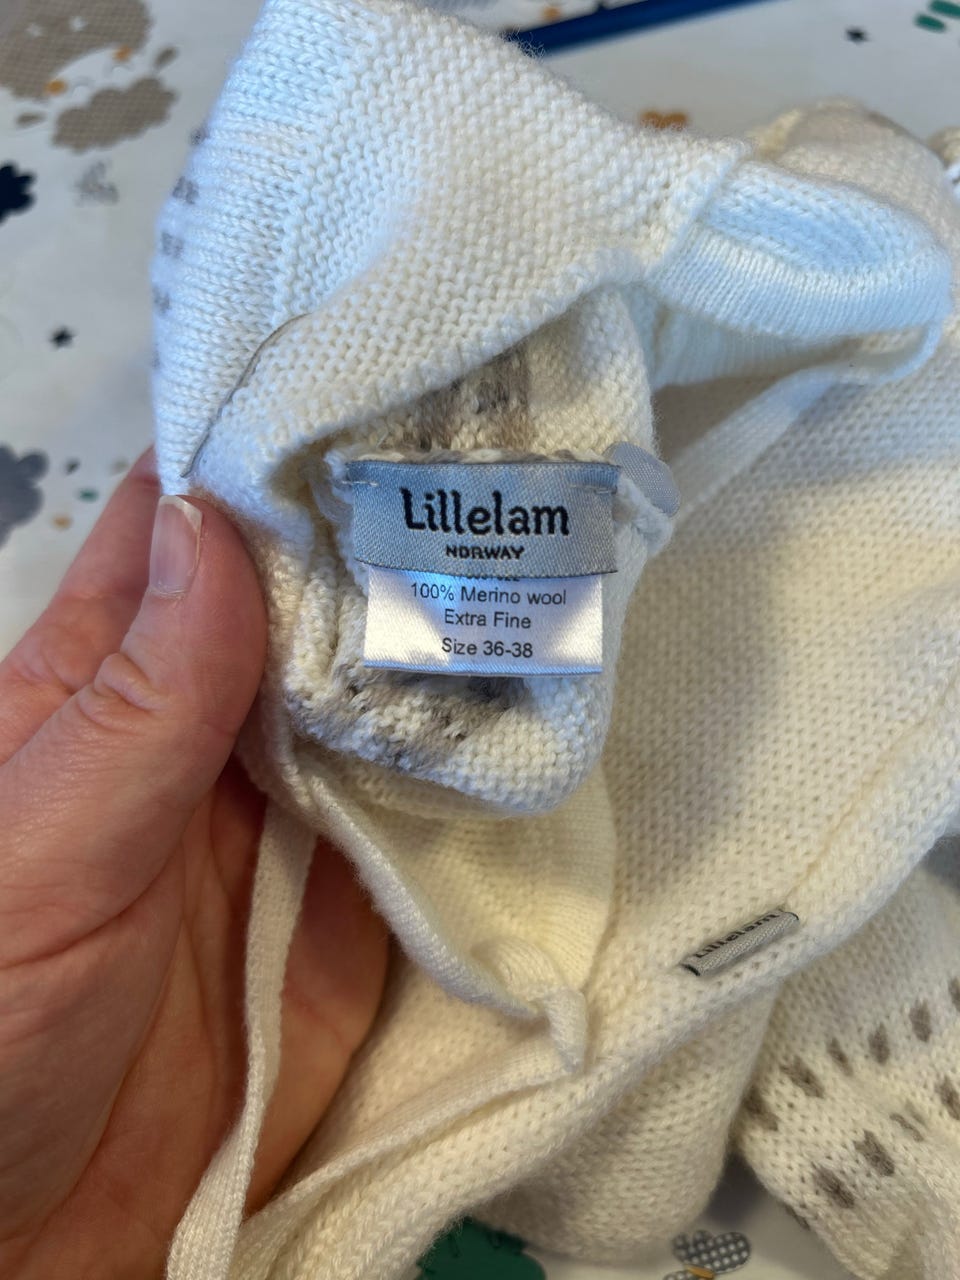 Lillelam
NORWAY
100% Merino wool
Extra Fine
Size 36-38
Lillelam